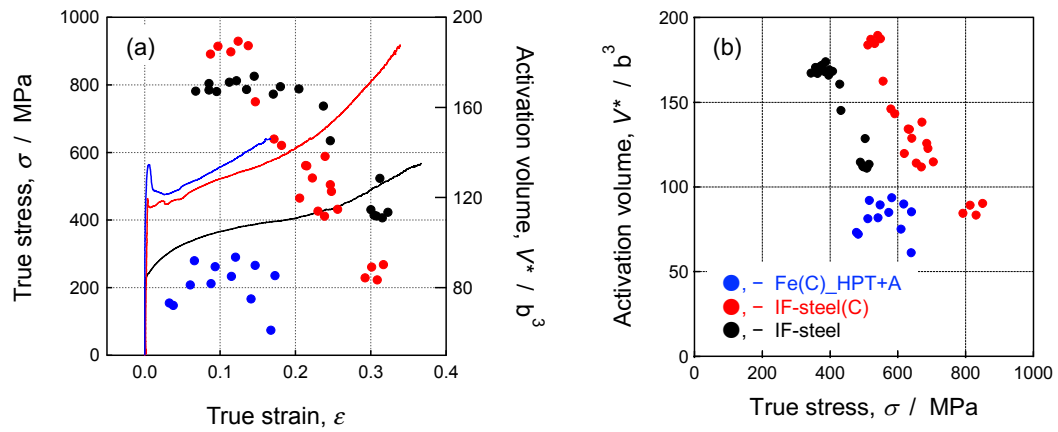 (a)
True stress, σ / MPa
1000
800
600
400
200
0
0.0 0.1 0.2 0.3 0.4
True strain, ε
200
160
120
80
Activation volume, V* / b³
(b)
Activation volume, V* / b³
200
150
100
50
0
0 200 400 600 800 1000
True stress, σ / MPa
, − Fe(C)_HPT+A
, − IF-steel(C)
, − IF-steel